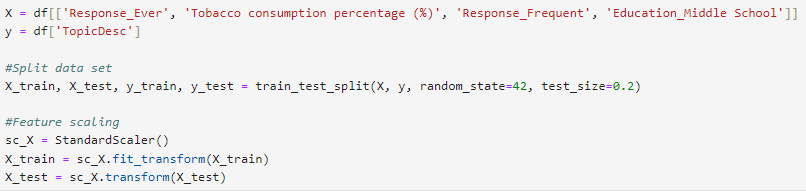 X = df[['Response_Ever', 'Tobacco consumption percentage (%)', 'Response_Frequent', 'Education_Middle School']]
y = df['TopicDesc']
#Split data set
X_train, X_test, y_train, y_test = train_test_split(X, y, random_state=42, test_size=0.2)
#Feature scaling
sc_X = StandardScaler()
X_train = sc_X.fit_transform(X_train)
X_test = sc_X.transform(X_test)